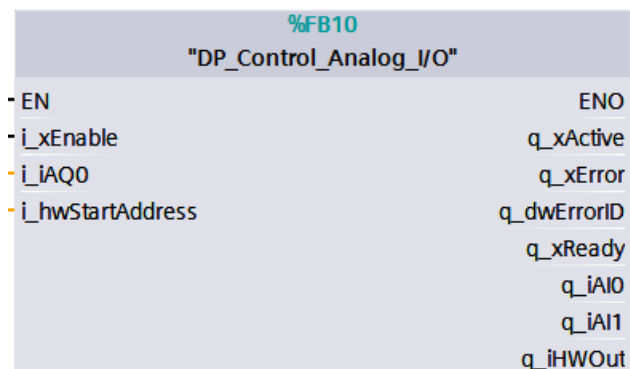 %FB10
"DP_Control_Analog_I/O"
EN ENO
i_xEnable q_xActive
i_iAQ0 q_xError
i_hwStartAddress q_dwErrorID
q_xReady
q_iAI0
q_iAI1
q_iHWOut